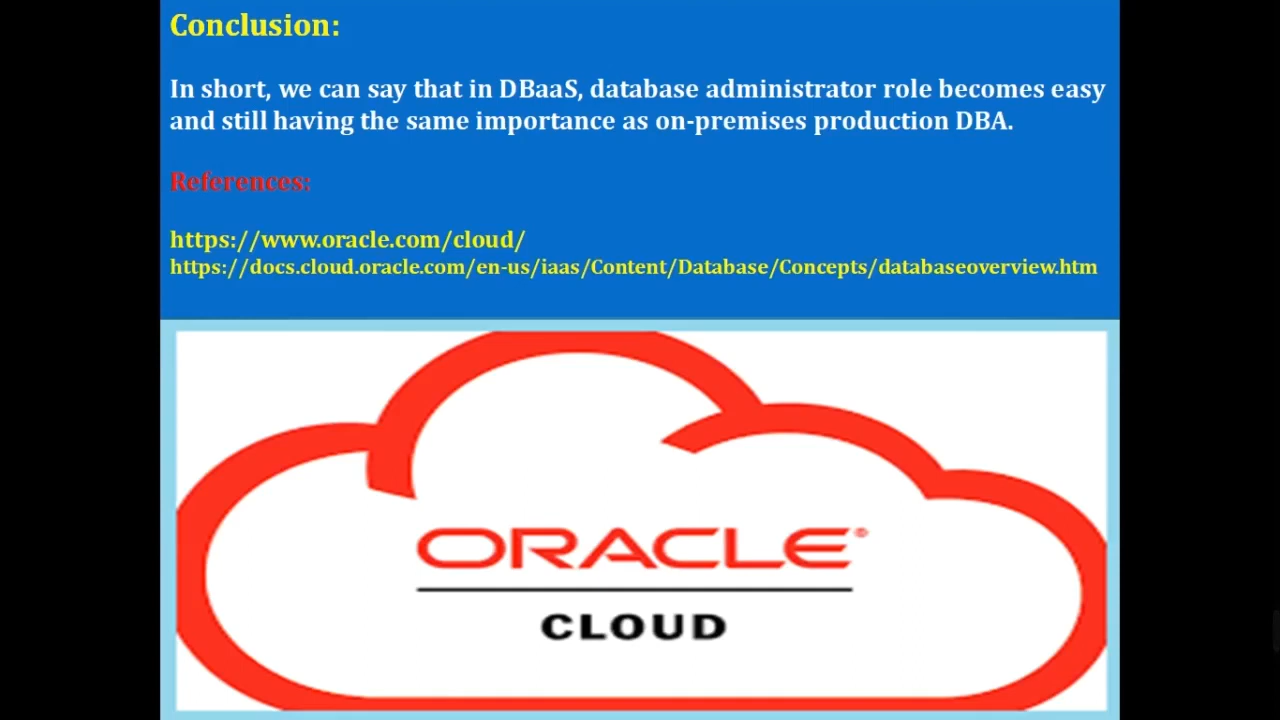 Conclusion:
In short, we can say that in DBaaS, database administrator role becomes easy
and still having the same importance as on-premises production DBA.
References:
https://www.oracle.com/cloud/
https://docs.cloud.oracle.com/en-us/iaas/Content/Database/Concepts/databaseoverview.htm
ORACLE®
CLOUD